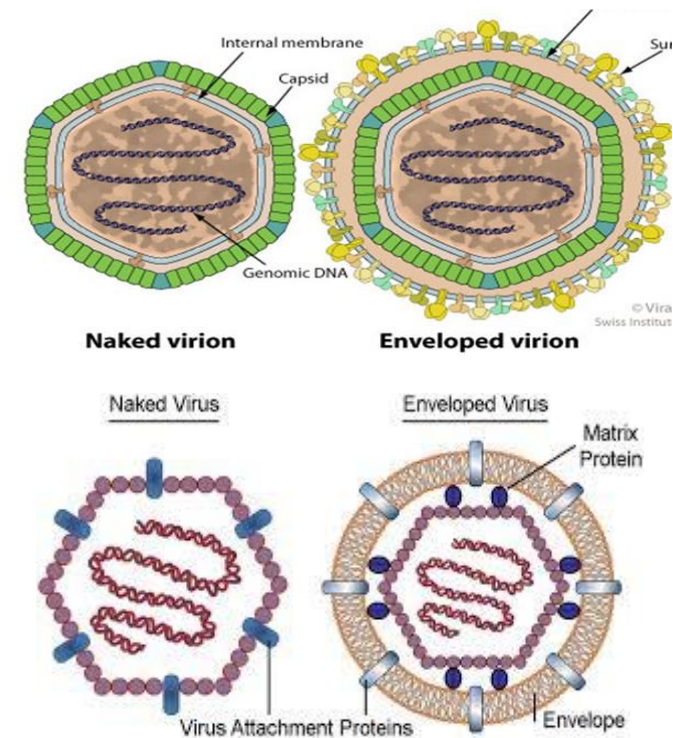 Internal membrane
Capsid
Genomic DNA
© Vira
Swiss Institut
Naked virion
Enveloped virion
Naked Virus
Enveloped Virus
Matrix
Protein
Virus Attachment Proteins
Envelope